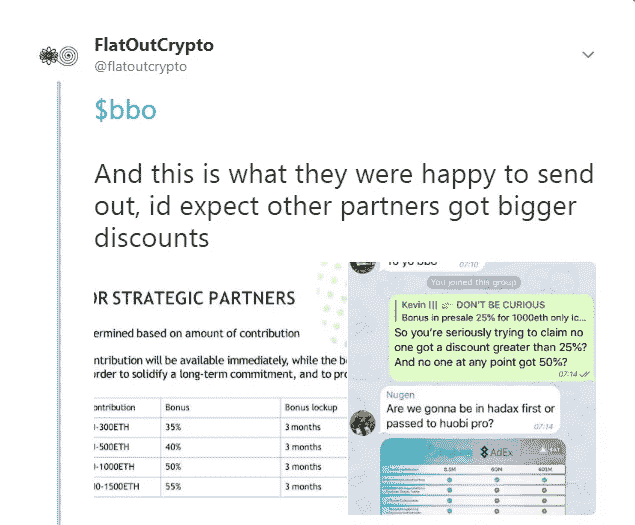 FlatOutCrypto
@flatoutcrypto
$bbo
And this is what they were happy to send
out, id expect other partners got bigger
discounts
OR STRATEGIC PARTNERS
ermined based on amount of contribution
ntribution will be available immediately, while the b
order to solidify a long-term commitment, and to pro
ontribution Bonus Bonus lockup
-300ETH 35% 3 months
-500ETH 40% 3 months
-1000ETH 50% 3 months
0-1500ETH 55% 3 months
07:10
You joined this group
Kevin ||| DON'T BE CURIOUS
Bonus in presale 25% for 1000eth only ic...
So you're seriously trying to claim no
one got a discount greater than 25%?
And no one at any point got 50%?
07:14
Nugen
Are we gonna be in hadax first or
passed to huobi pro?
07:14
AdEx